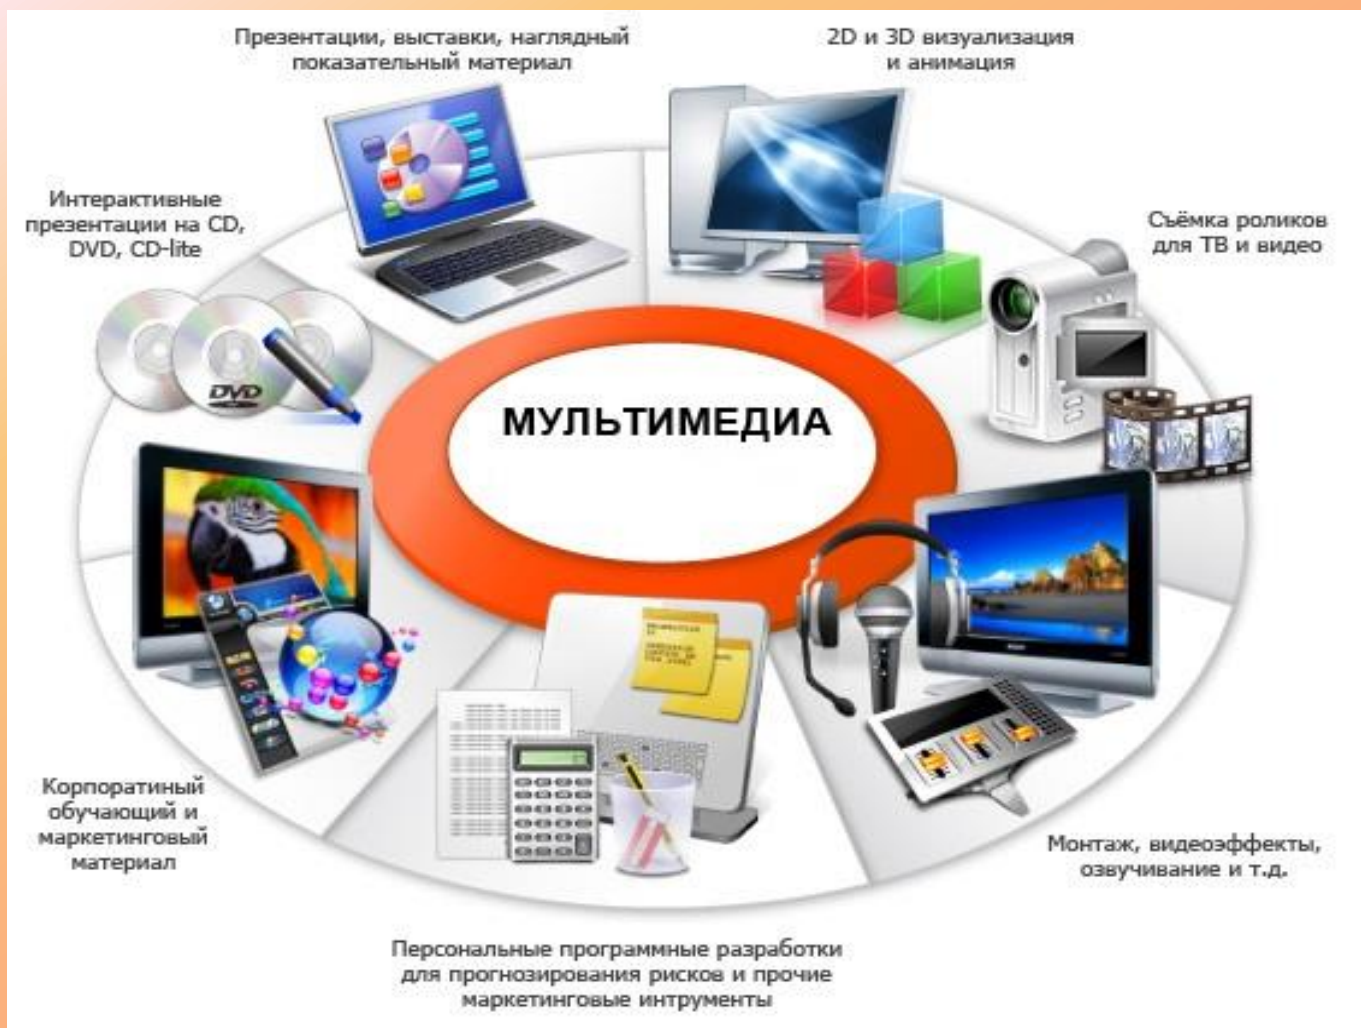 Презентации, выставки, наглядный
показательный материал
2D и 3D визуализация
и анимация
Интерактивные
презентации на CD,
DVD, CD-lite
Съёмка роликов
для ТВ и видео
DVD
МУЛЬТИМЕДИА
Корпоратиный
обучающий и
маркетинговый
материал
Монтаж, видеоэффекты,
озвучивание и т.д.
Персональные программные разработки
для прогнозирования рисков и прочие
маркетинговые интрументы